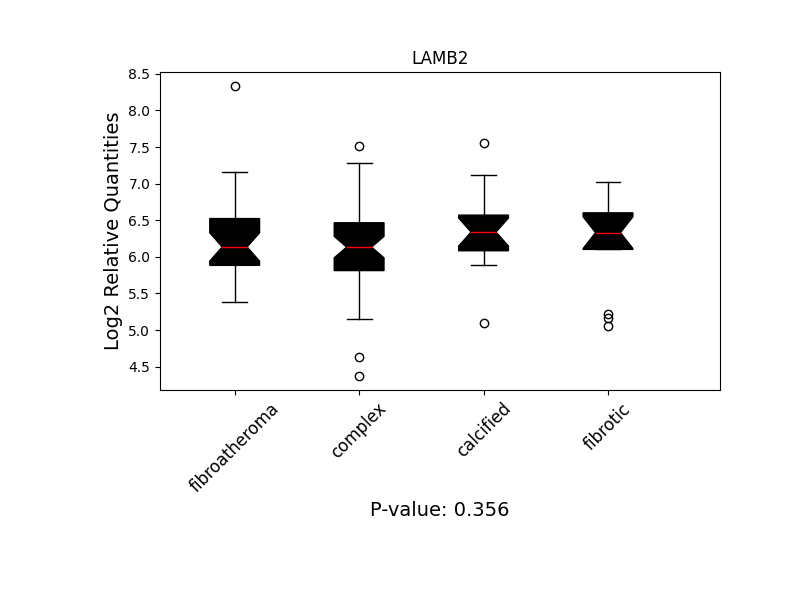 LAMB2
Log2 Relative Quantities
8.5
8.0
7.5
7.0
6.5
6.0
5.5
5.0
4.5
fibroatheroma
complex
calcified
fibrotic
P-value: 0.356